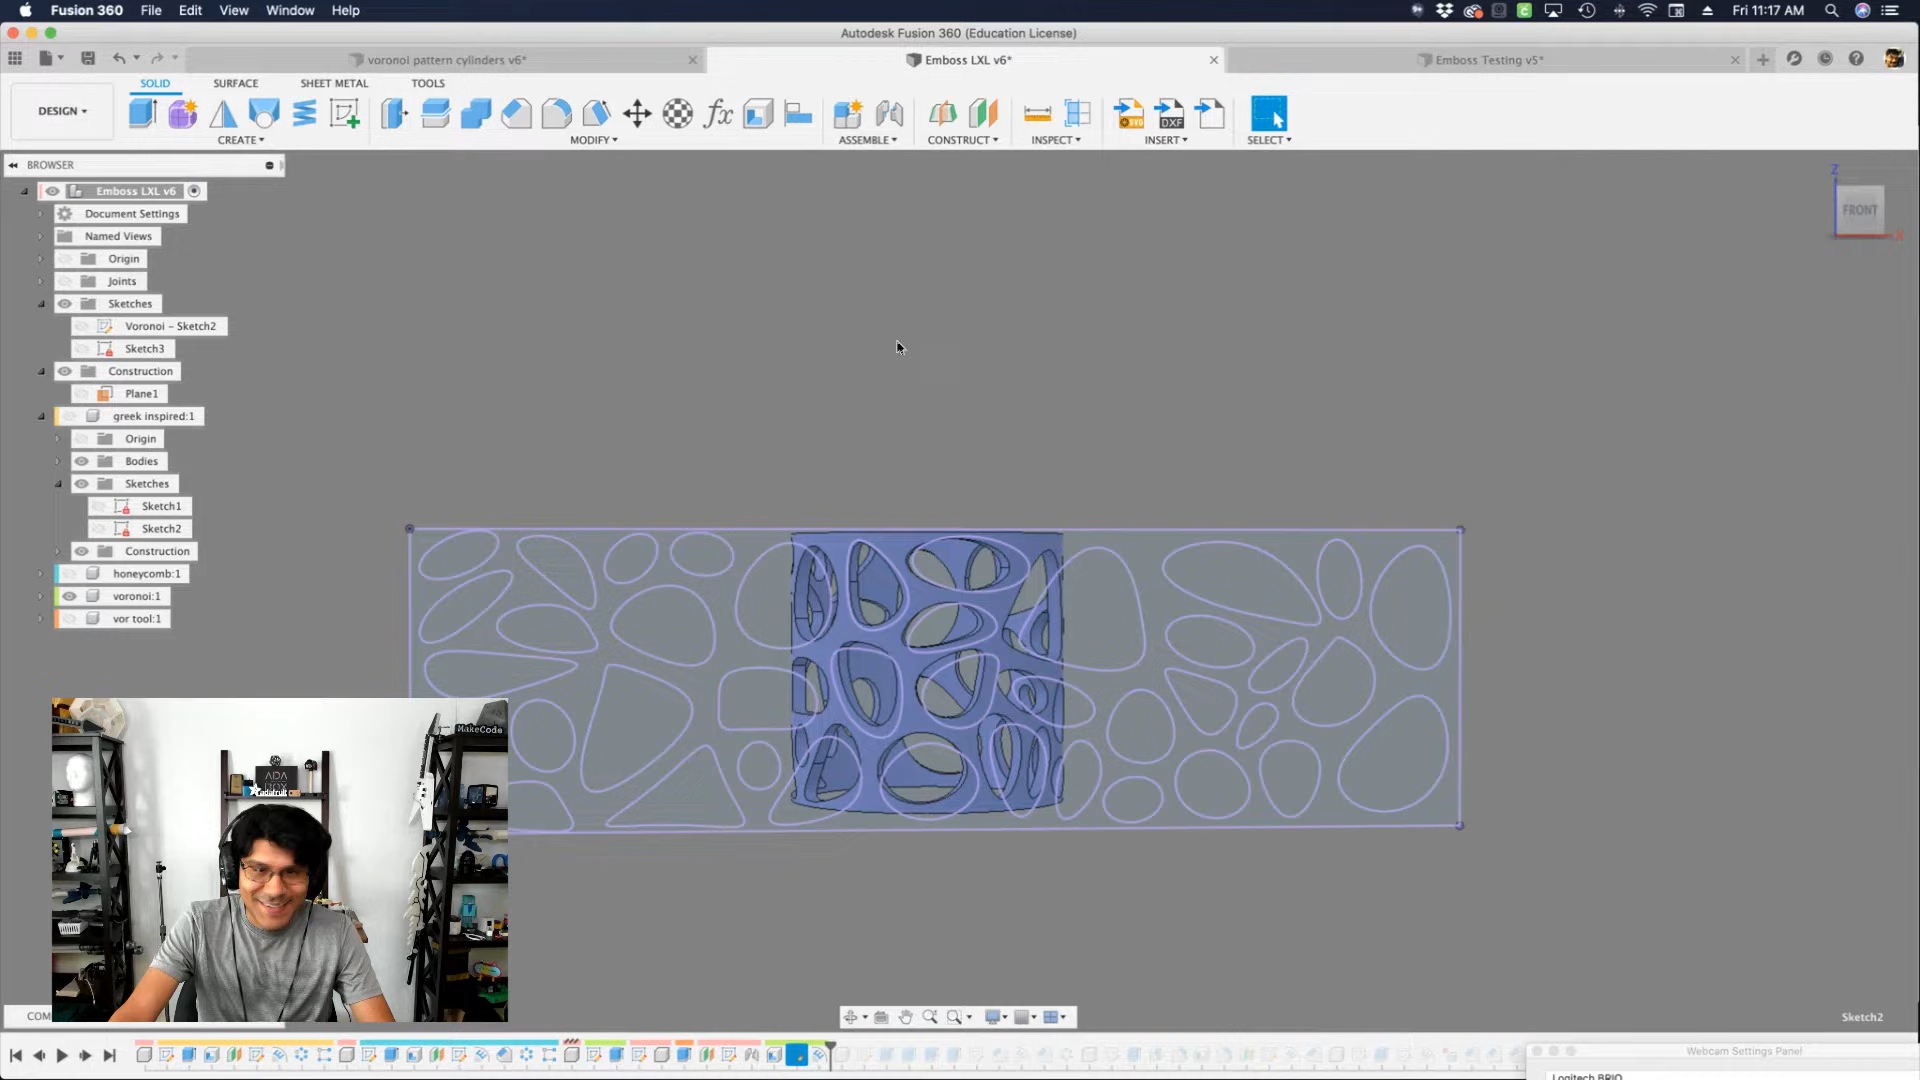 Fusion 360 File Edit View Window Help
Fri 11:17 AM
Autodesk Fusion 360 (Education License)
voronoi pattern cylinders v6*
Emboss LXL v6*
Emboss Testing v5*
SOLID SURFACE SHEET METAL TOOLS
DESIGN
CREATE MODIFY ASSEMBLE CONSTRUCT INSPECT INSERT SELECT
BROWSER
Emboss LXL v6
Document Settings
Named Views
Origin
Joints
Sketches
Voronoi - Sketch2
Sketch3
Construction
Plane1
greek inspired:1
Origin
Bodies
Sketches
Sketch1
Sketch2
Construction
honeycomb:1
voronoi:1
vor tool:1
Z
FRONT
X
MakeCode
ADA
BOX
adafruit
COM
Sketch2
Webcam Settings Panel
Logitech BRIO